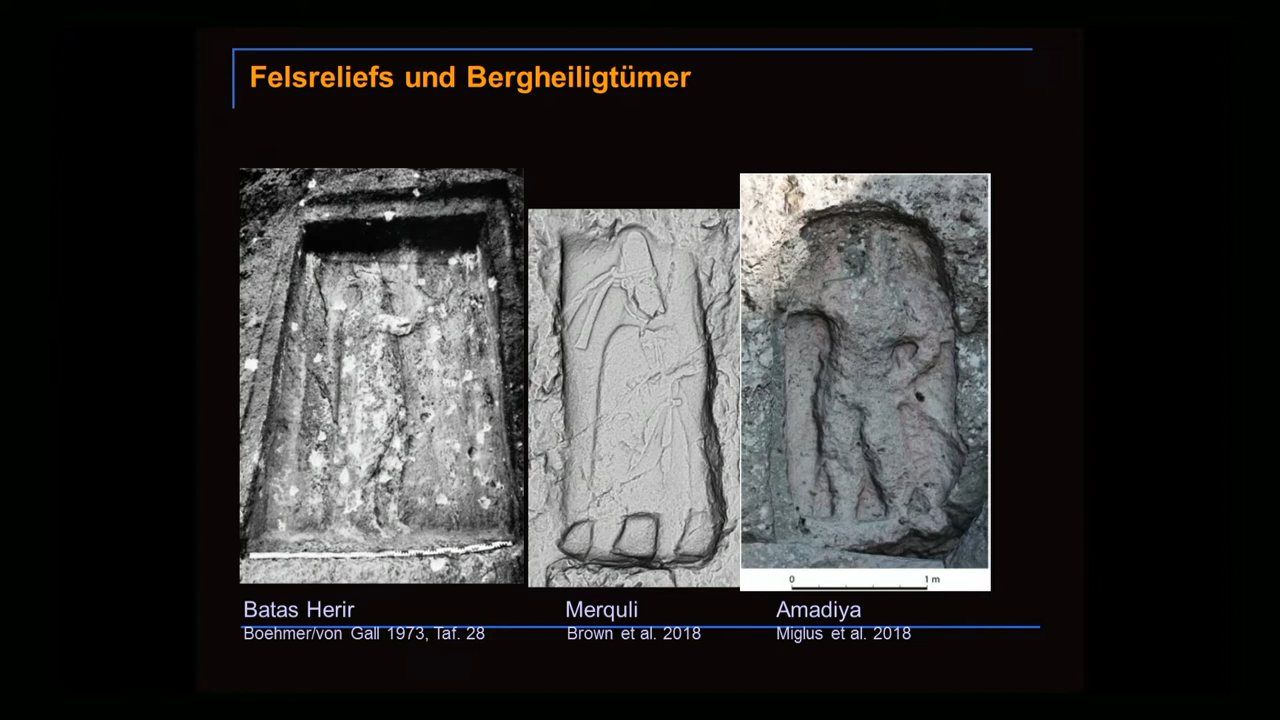 Felsreliefs und Bergheiligtümer
0 1 m
Batas Herir
Boehmer/von Gall 1973, Taf. 28
Merquli
Brown et al. 2018
Amadiya
Miglus et al. 2018